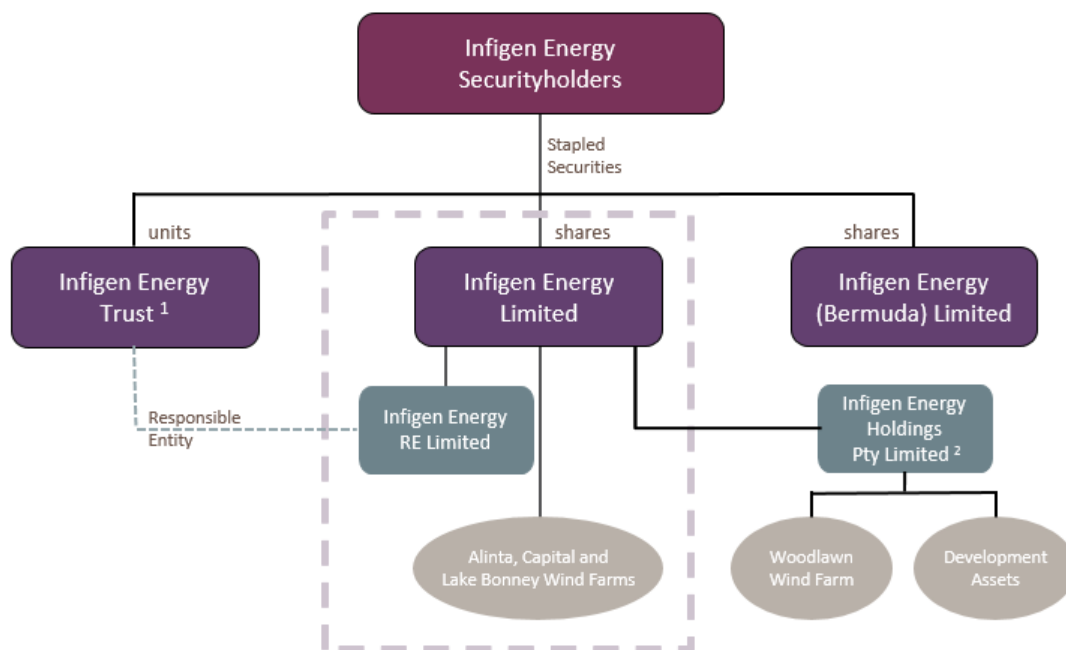 Infigen Energy
Securityholders
Stapled
Securities
units
shares
shares
Infigen Energy
Trust ¹
Infigen Energy
Limited
Infigen Energy
(Bermuda) Limited
Responsible
Entity
Infigen Energy
RE Limited
Infigen Energy
Holdings
Pty Limited ²
Alinta, Capital and
Lake Bonney Wind Farms
Woodlawn
Wind Farm
Development
Assets